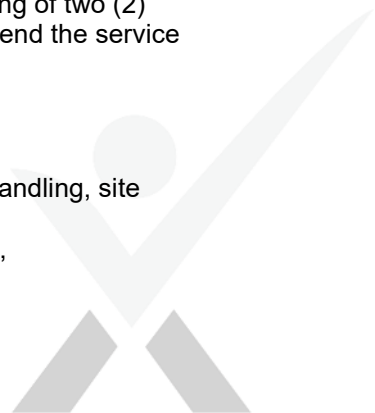 ng of two (2)
end the service
andling, site
,